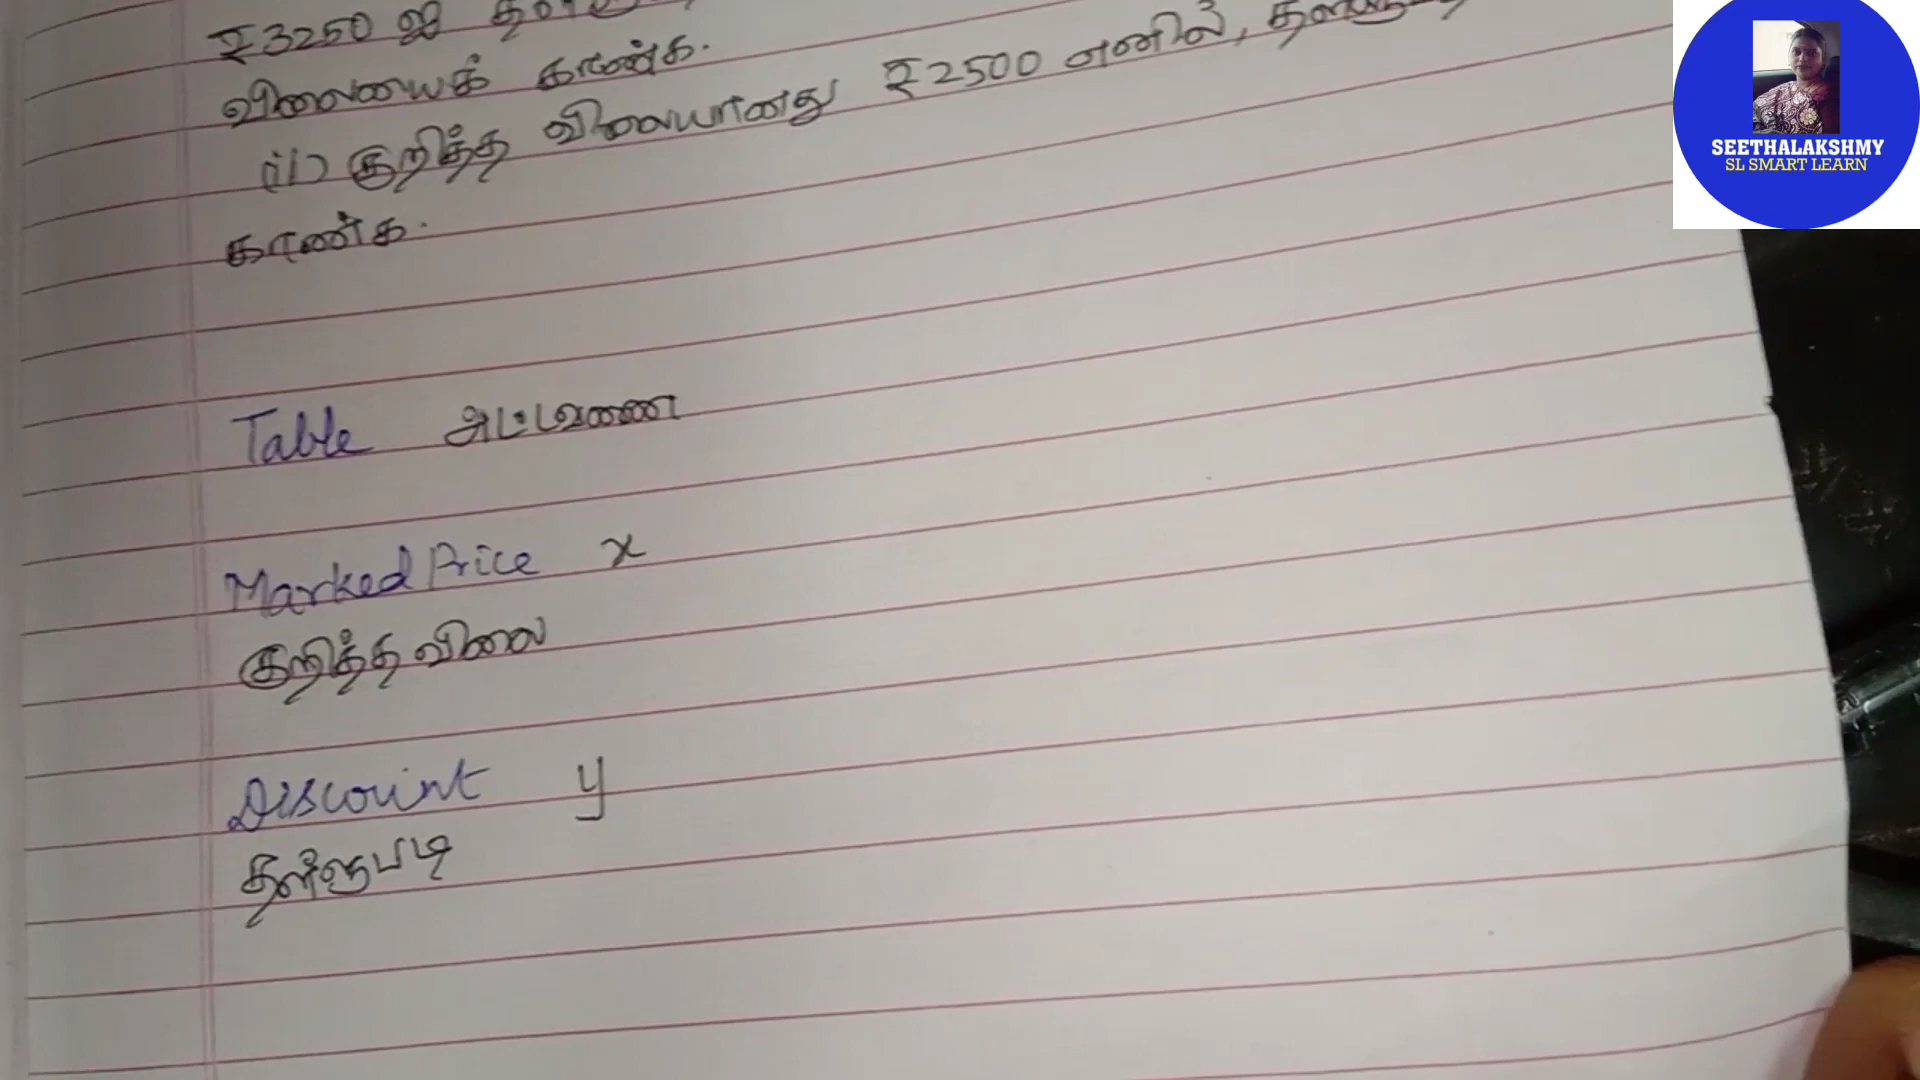 ₹3250 ஐ
விலையைக் காண்க.
(ii) குறித்த விலையானது ₹2500 எனில்,
காண்க.
Table அட்டவணை
Marked Price x
குறித்த விலை
Discount y
தள்ளுபடி
SEETHALAKSHMY
SL SMART LEARN